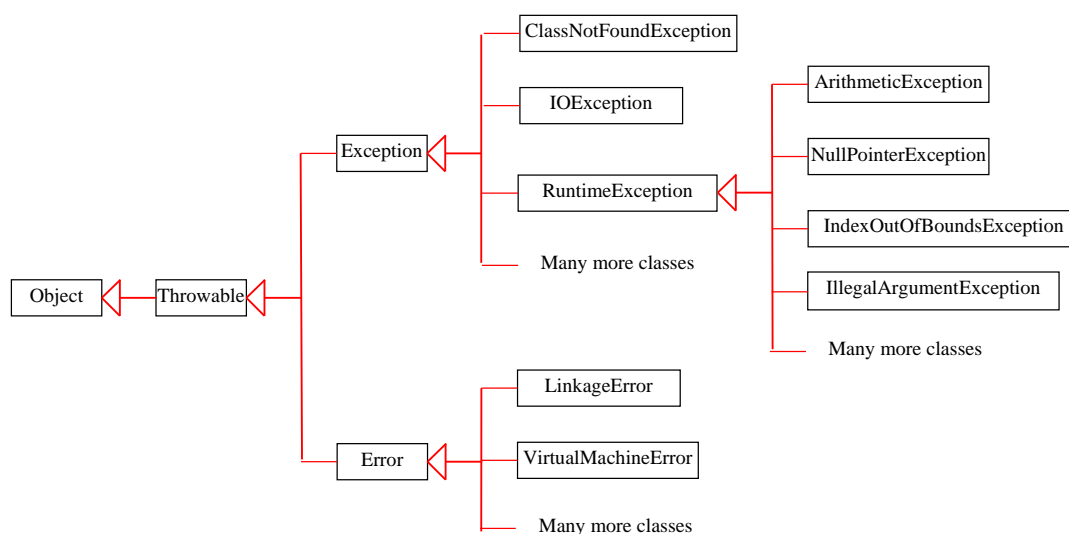 ClassNotFoundException
ArithmeticException
IOException
Exception
NullPointerException
RuntimeException
IndexOutOfBoundsException
Many more classes
Object
Throwable
IllegalArgumentException
Many more classes
LinkageError
Error
VirtualMachineError
Many more classes